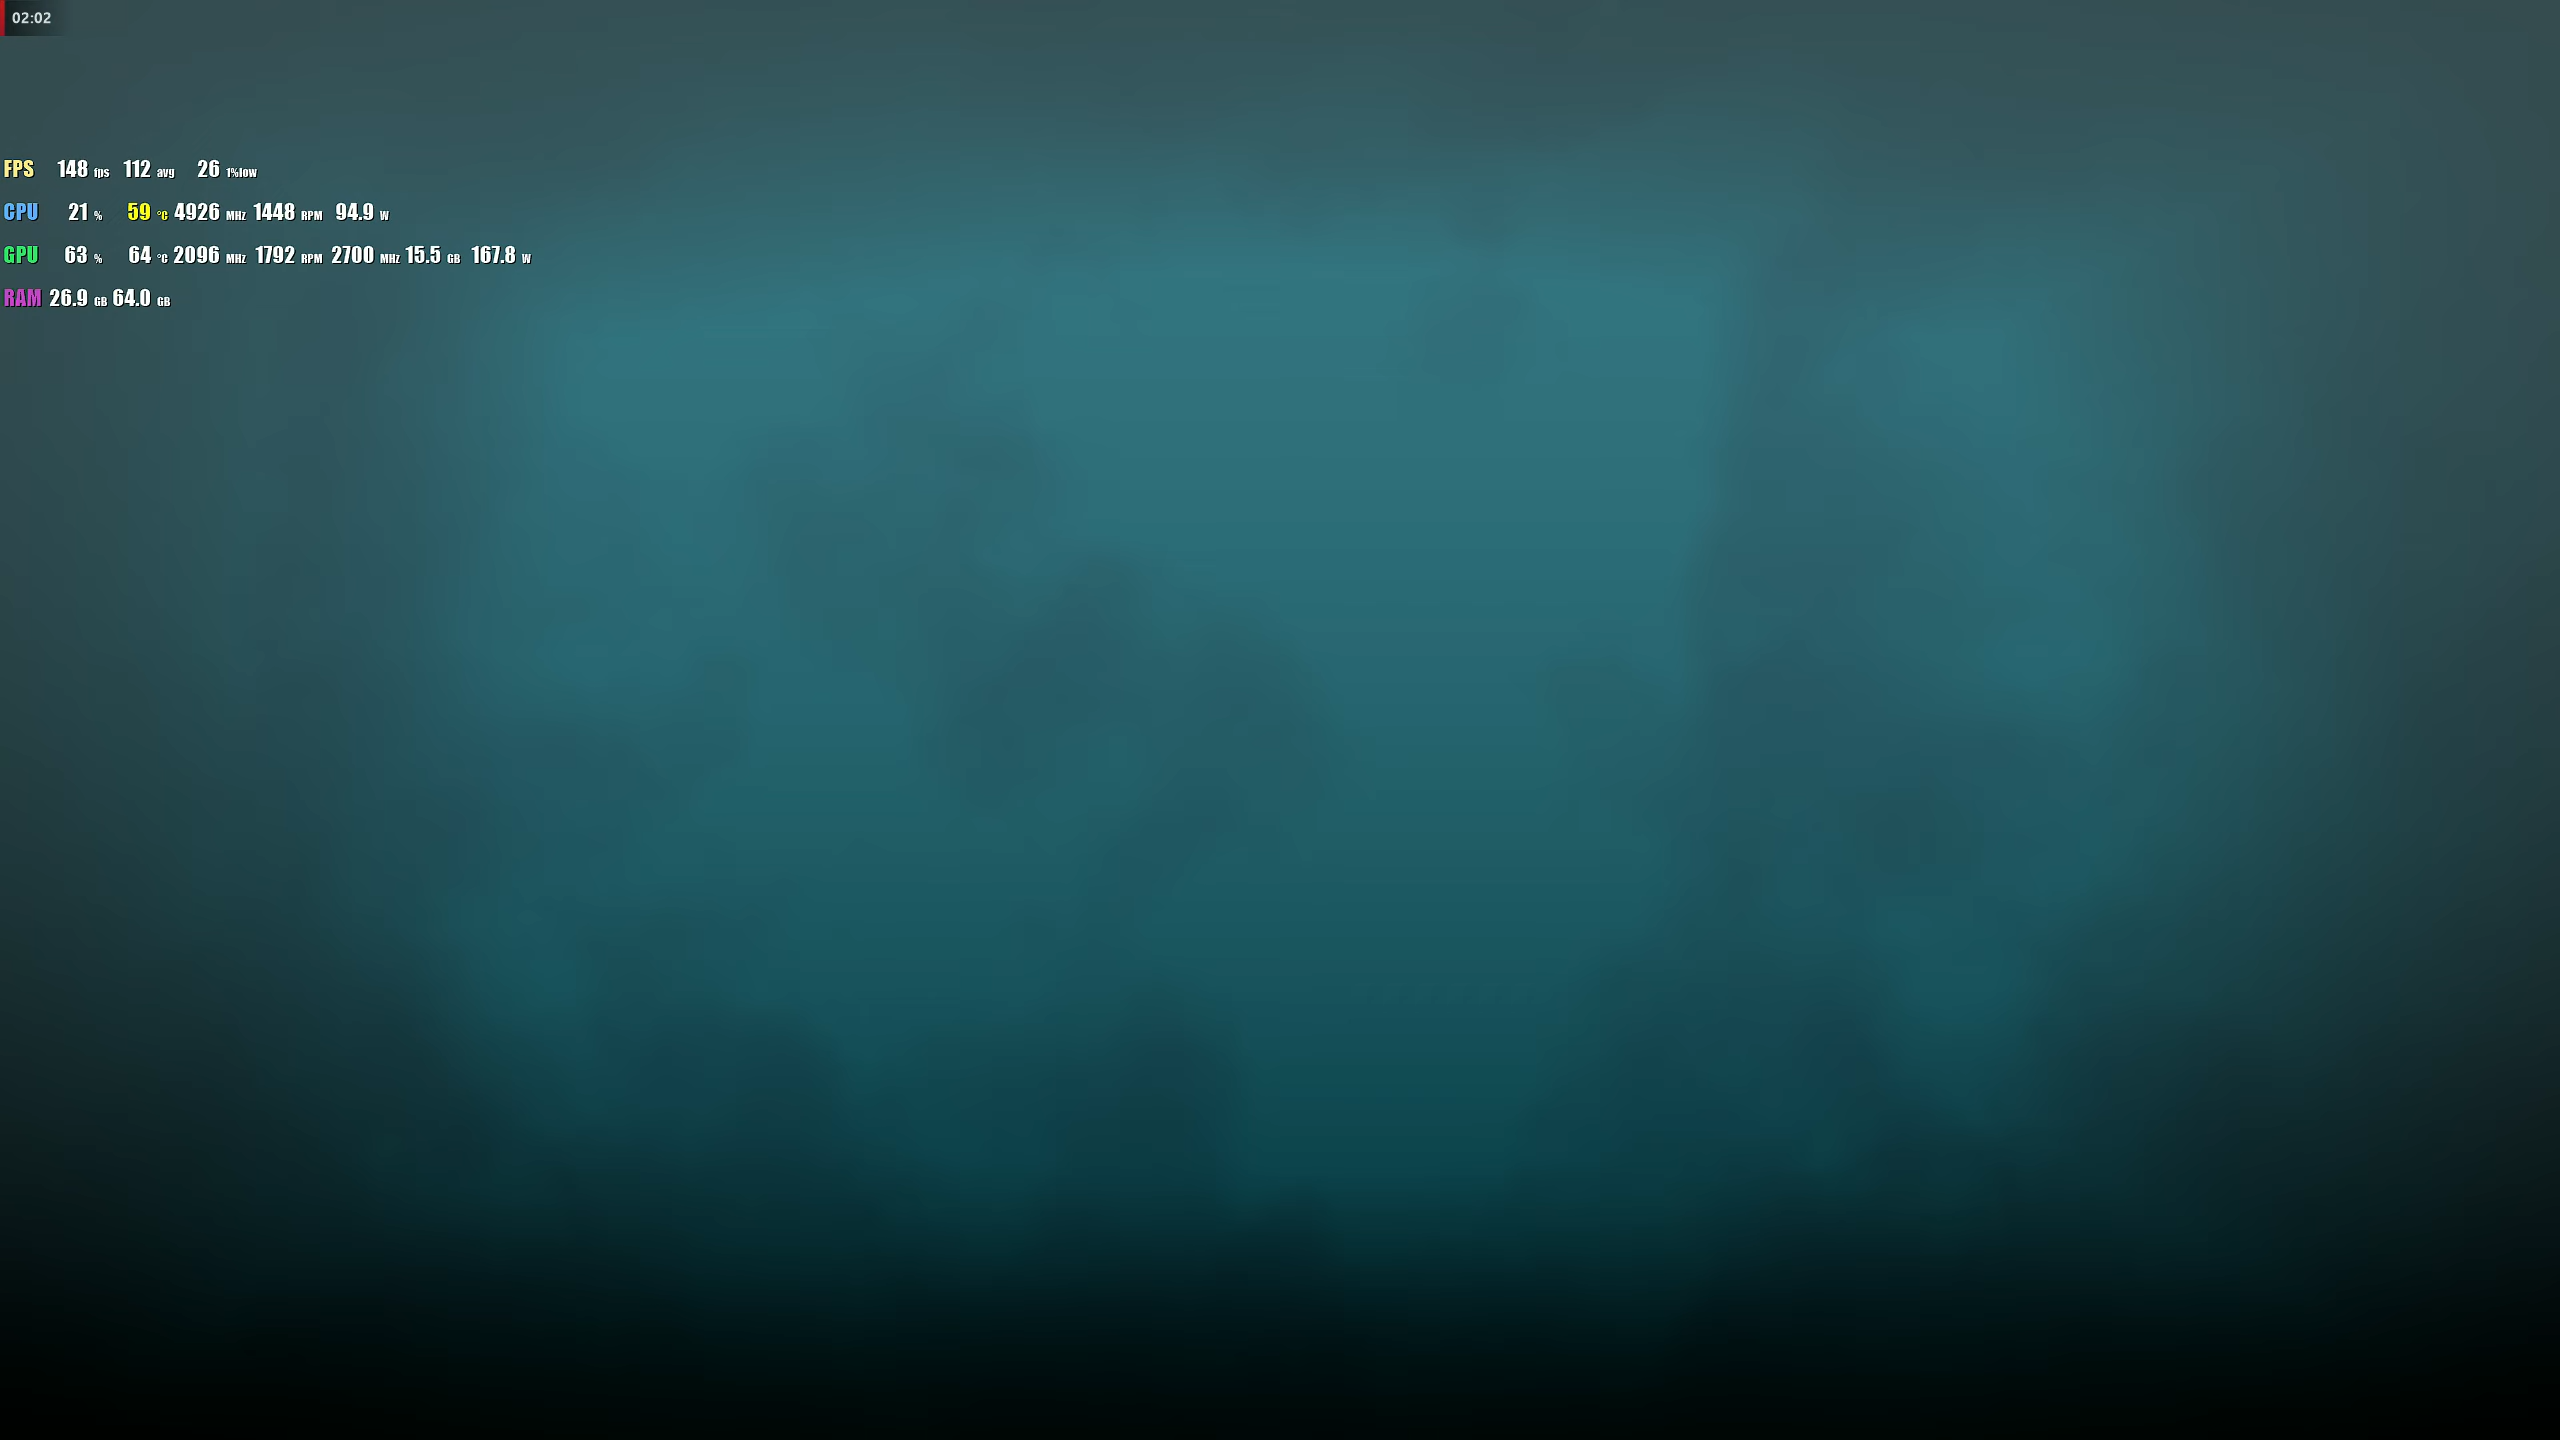 02:02
FPS 148 fps 112 avg 26 1%low
CPU 21 % 59 °C 4926 MHZ 1448 RPM 94.9 W
GPU 63 % 64 °C 2096 MHZ 1792 RPM 2700 MHZ 15.5 GB 167.8 W
RAM 26.9 GB 64.0 GB